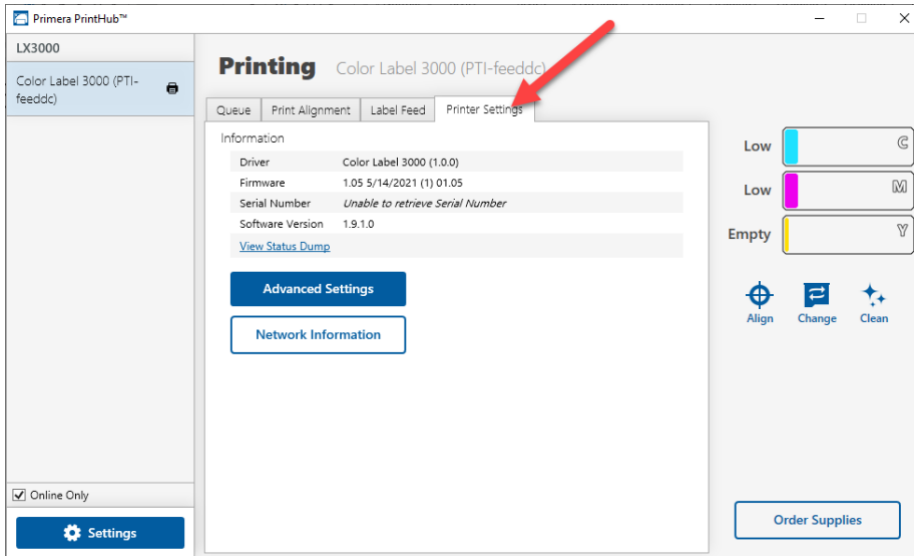 Primera PrintHub™
LX3000
Color Label 3000 (PTI-
feeddc)
Printing Color Label 3000 (PTI-feeddc)
Queue Print Alignment Label Feed Printer Settings
Information
Driver Color Label 3000 (1.0.0)
Firmware 1.05 5/14/2021 (1) 01.05
Serial Number Unable to retrieve Serial Number
Software Version 1.9.1.0
View Status Dump
Advanced Settings
Network Information
Low C
Low M
Empty Y
Align Change Clean
Online Only
Settings
Order Supplies